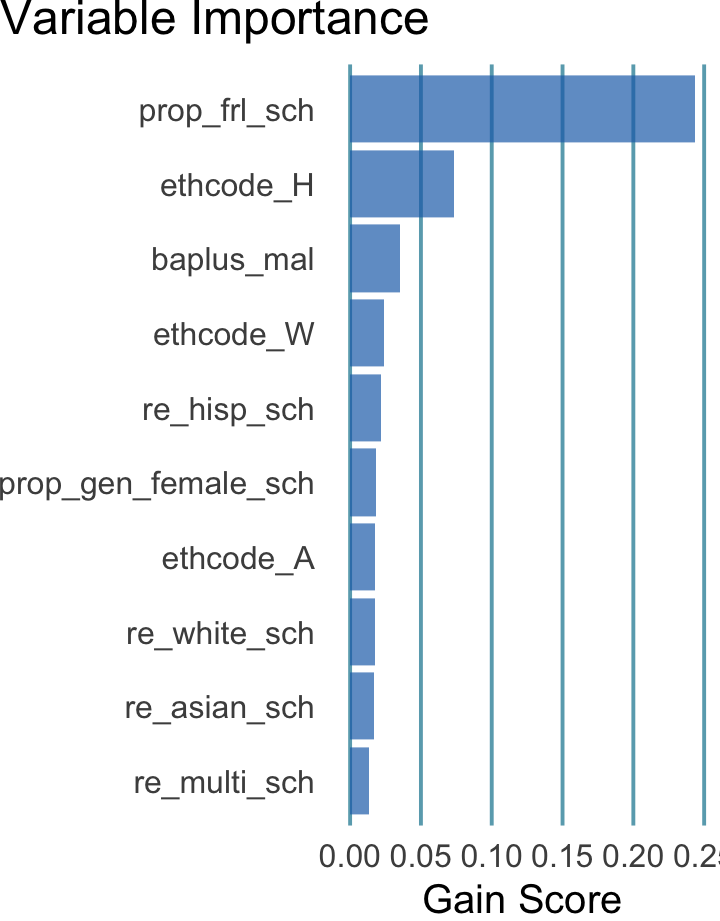 Variable Importance
prop_frl_sch
ethcode_H
baplus_mal
ethcode_W
re_hisp_sch
prop_gen_female_sch
ethcode_A
re_white_sch
re_asian_sch
re_multi_sch
0.00 0.05 0.10 0.15 0.20 0.25
Gain Score